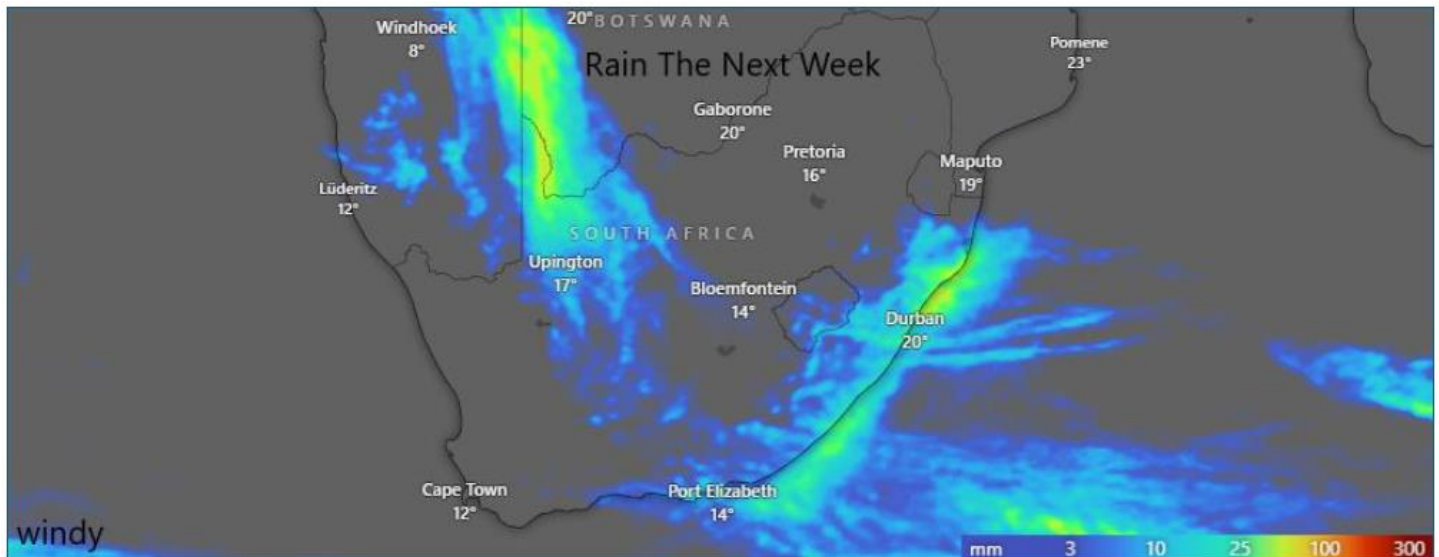 20° BOTSWANA
Windhoek
8°
Rain The Next Week
Pomene
23°
Gaborone
20°
Pretoria
16°
Maputo
19°
Lüderitz
12°
SOUTH AFRICA
Upington
17°
Bloemfontein
14°
Durban
20°
Cape Town
12°
Port Elizabeth
14°
windy
mm 3 10 25 100 300